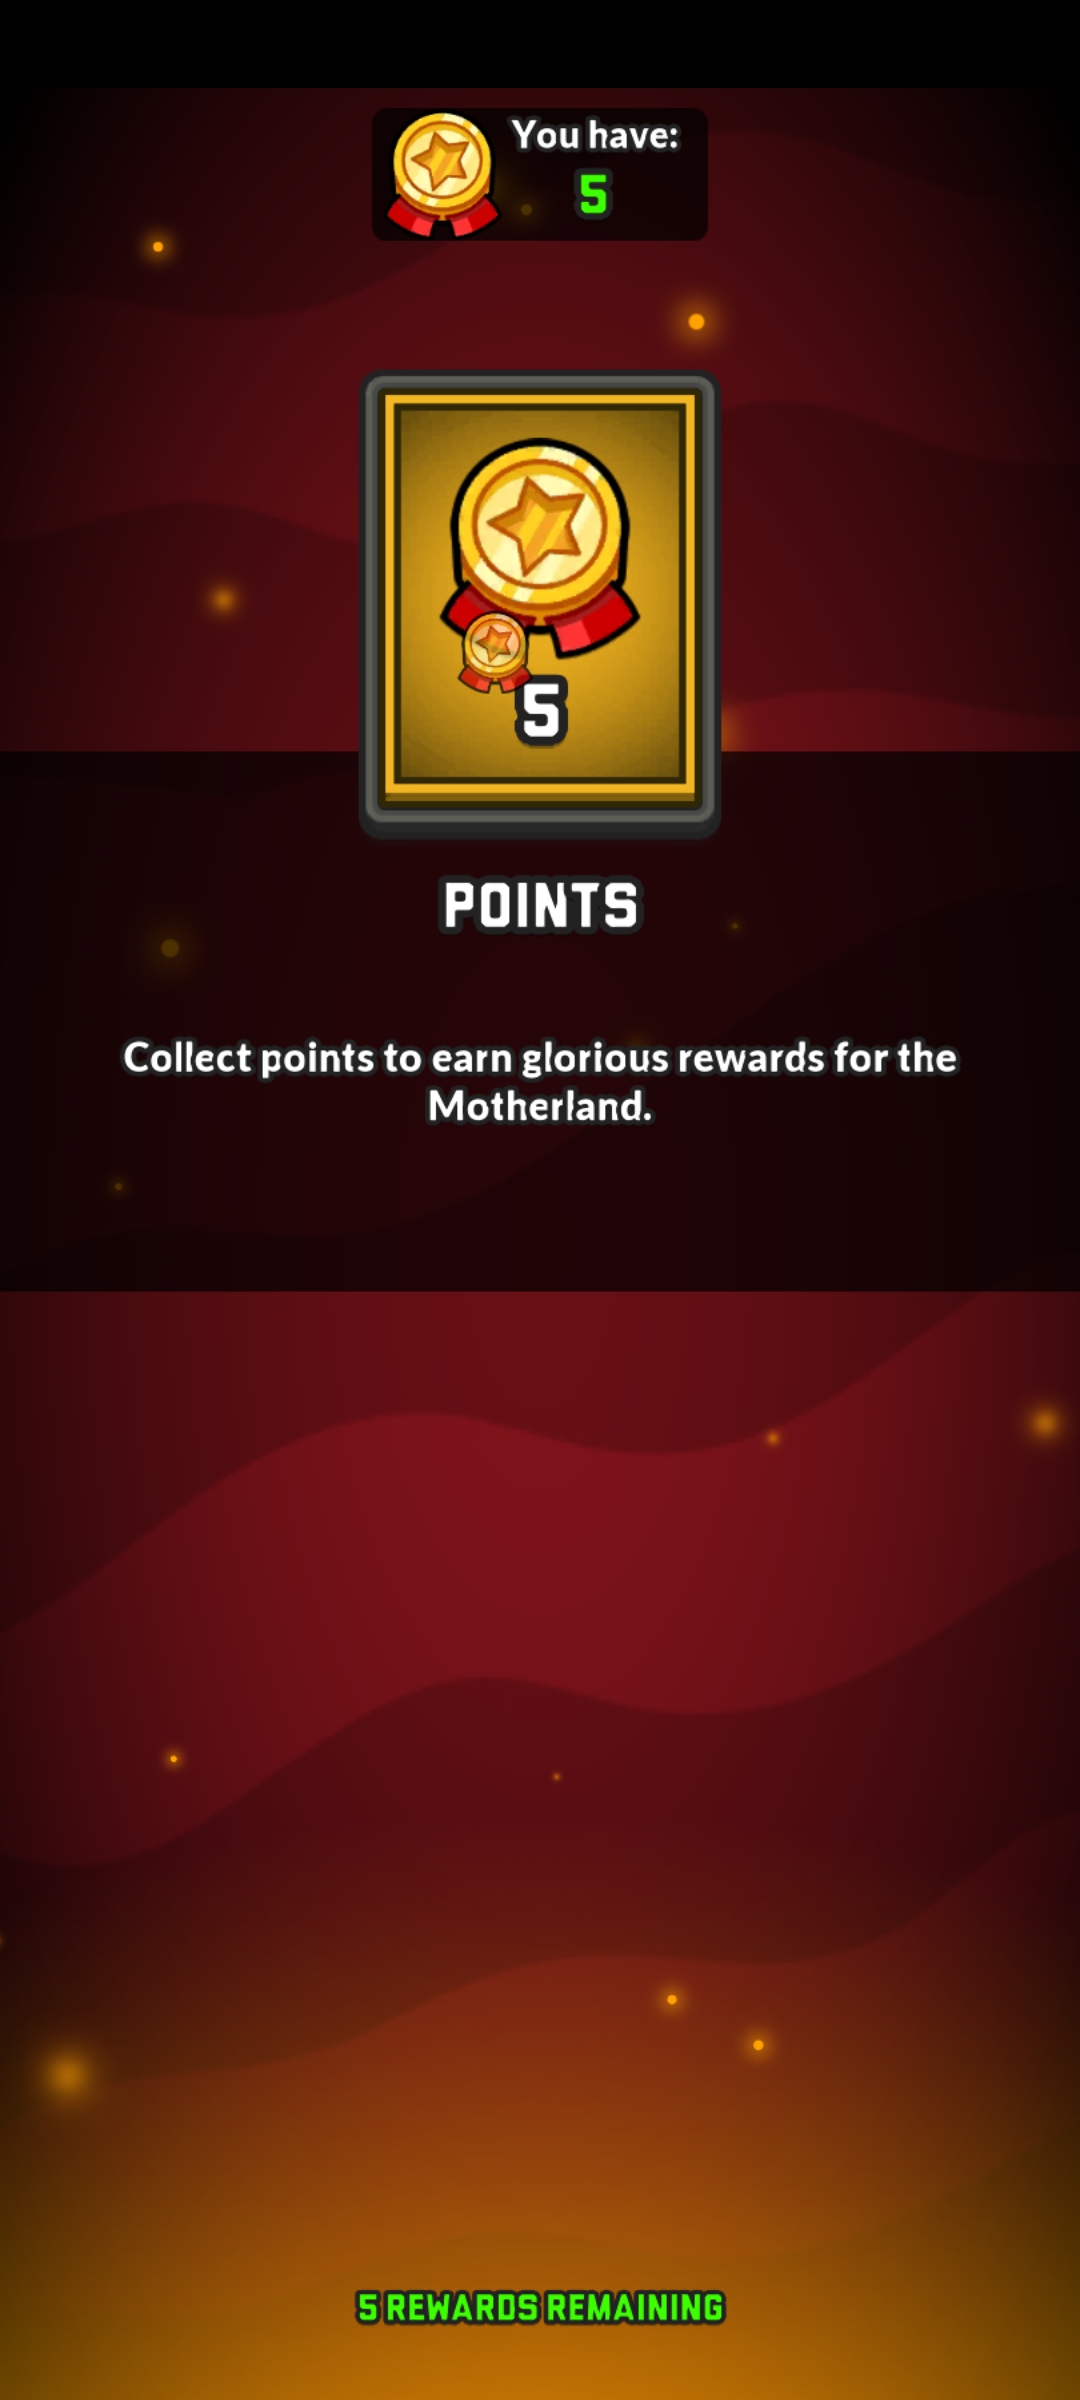 You have:
5
5
POINTS
Collect points to earn glorious rewards for the
Motherland.
5 REWARDS REMAINING